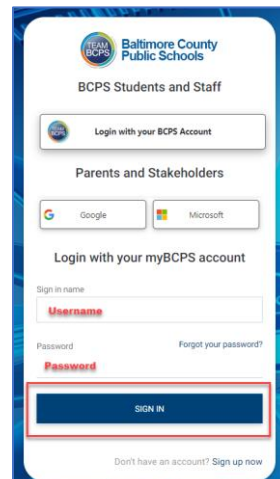 TEAM
BCPS
Baltimore County
Public Schools
BCPS Students and Staff
Login with your BCPS Account
Parents and Stakeholders
Google
Microsoft
Login with your myBCPS account
Sign in name
Username
Password
Forgot your password?
Password
SIGN IN
Don't have an account? Sign up now